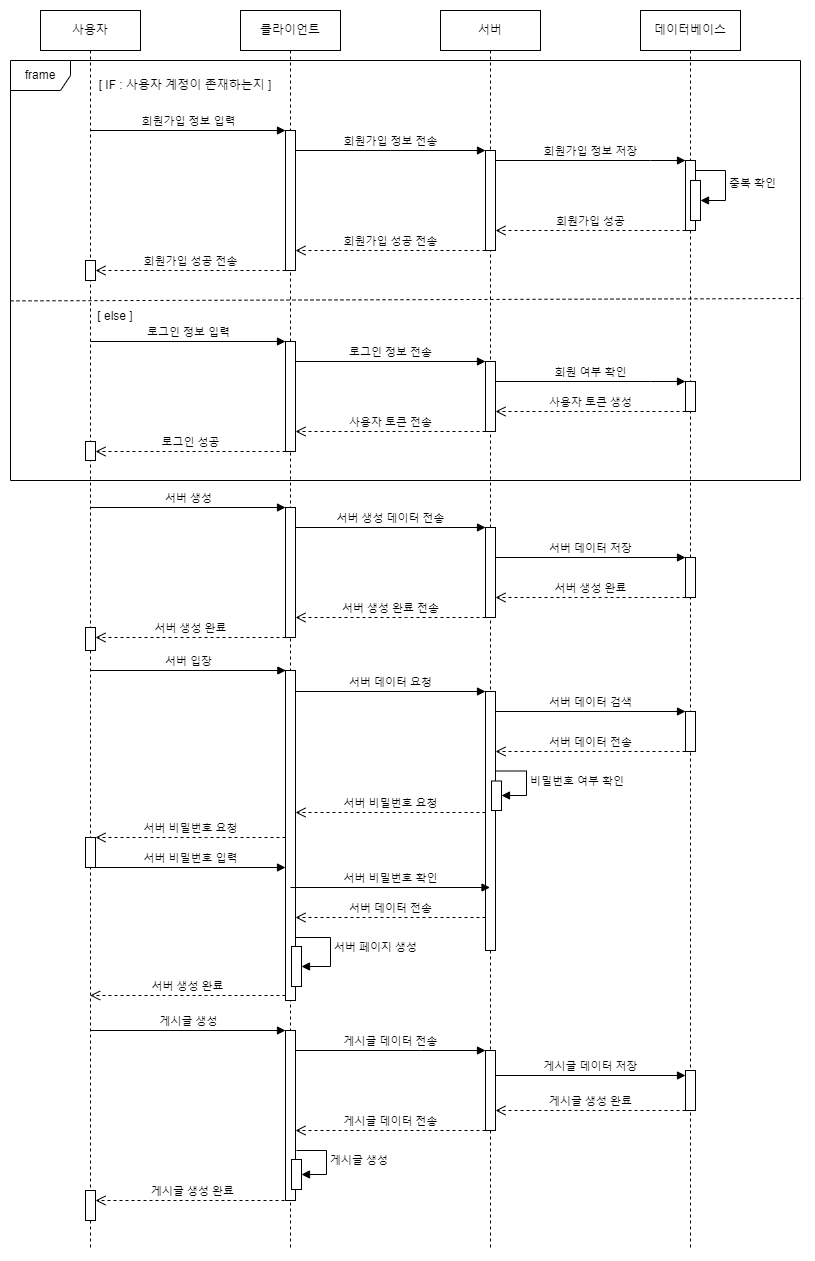 사용자
클라이언트
서버
데이터베이스
frame
[ IF : 사용자 계정이 존재하는지 ]
회원가입 정보 입력
회원가입 정보 전송
회원가입 정보 저장
중복 확인
회원가입 성공
회원가입 성공 전송
회원가입 성공 전송
[ else ]
로그인 정보 입력
로그인 정보 전송
회원 여부 확인
사용자 토큰 생성
사용자 토큰 전송
로그인 성공
서버 생성
서버 생성 데이터 전송
서버 데이터 저장
서버 생성 완료
서버 생성 완료 전송
서버 생성 완료
서버 입장
서버 데이터 요청
서버 데이터 검색
서버 데이터 전송
비밀번호 여부 확인
서버 비밀번호 요청
서버 비밀번호 요청
서버 비밀번호 입력
서버 비밀번호 확인
서버 데이터 전송
서버 페이지 생성
서버 생성 완료
게시글 생성
게시글 데이터 전송
게시글 데이터 저장
게시글 생성 완료
게시글 데이터 전송
게시글 생성
게시글 생성 완료